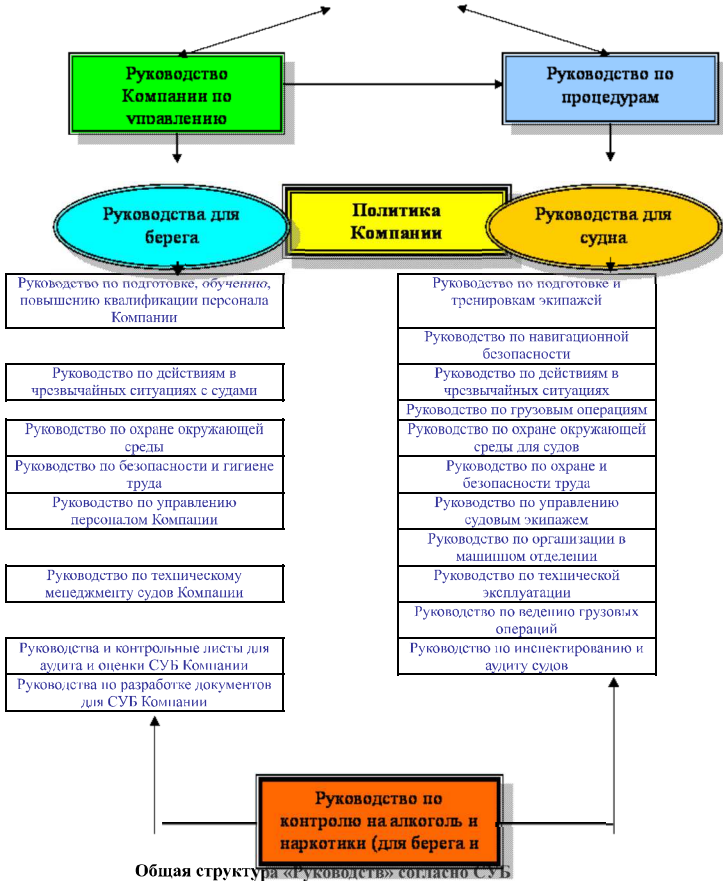 Руководство
Компании по
управлению
Руководство по
процедурам
Руководства для
берега
Политика
Компании
Руководства для
судна
Руководство по подготовке, обучению,
повышению квалификации персонала
Компании
Руководство по действиям в
чрезвычайных ситуациях с судами
Руководство по охране окружающей
среды
Руководство по безопасности и гигиене
труда
Руководство по управлению
персоналом Компании
Руководство по техническому
менеджменту судов Компании
Руководства и контрольные листы для
аудита и оценки СУБ Компании
Руководства по разработке документов
для СУБ Компании
Руководство по подготовке и
тренировкам экипажей
Руководство по навигационной
безопасности
Руководство по действиям в
чрезвычайных ситуациях
Руководство по грузовым операциям
Руководство по охране окружающей
среды для судов
Руководство по охране и
безопасности труда
Руководство по управлению
судовым экипажем
Руководство по организации в
машинном отделении
Руководство по технической
эксплуатации
Руководство по ведению грузовых
операций
Руководство по инспектированию и
аудиту судов
Руководство по
контролю на алкоголь и
наркотики (для берега и
Общая структура «Руководств» согласно СУБ